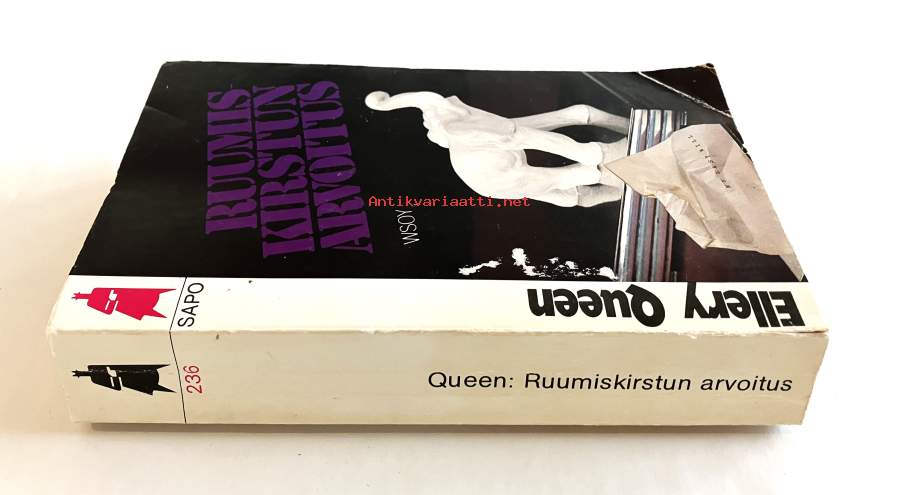 RUUMIS-
KIRSTUN
ARVOITUS
Antikvariaatti.net
WSOY
Ellery Queen
SAPO
236
Queen: Ruumiskirstun arvoitus